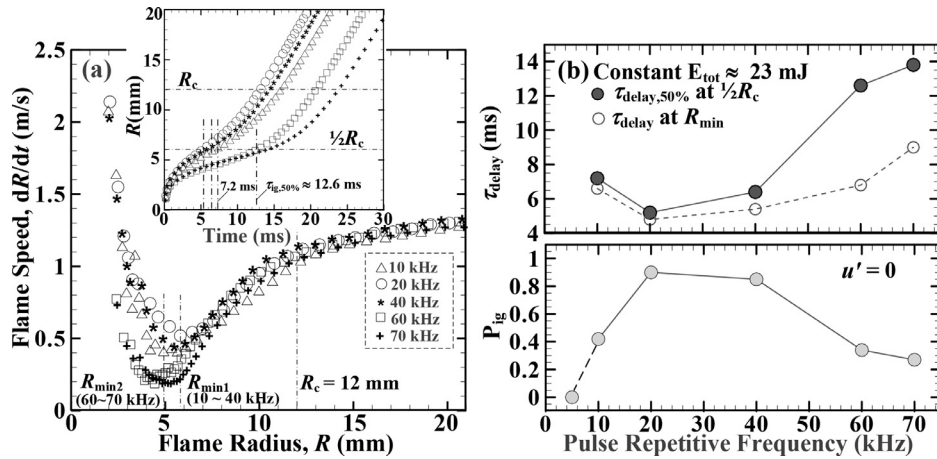 (a)
Flame Speed, dR/dt (m/s)
2.5
2
1.5
1
0.5
0
0
5
10
15
20
Flame Radius, R (mm)
R(mm)
20
15
10
5
0
0
5
10
15
20
25
30
Time (ms)
Rc
½Rc
7.2 ms
τig,50% ≈ 12.6 ms
10 kHz
20 kHz
40 kHz
60 kHz
70 kHz
Rmin2
(60~70 kHz)
Rmin1
(10 ~ 40 kHz)
Rc = 12 mm
(b) Constant Etot ≈ 23 mJ
τdelay,50% at ½Rc
τdelay at Rmin
τdelay (ms)
14
12
10
8
6
4
u' = 0
Pig
0.8
0.6
0.4
0.2
0
0
10
20
30
40
50
60
70
Pulse Repetitive Frequency (kHz)